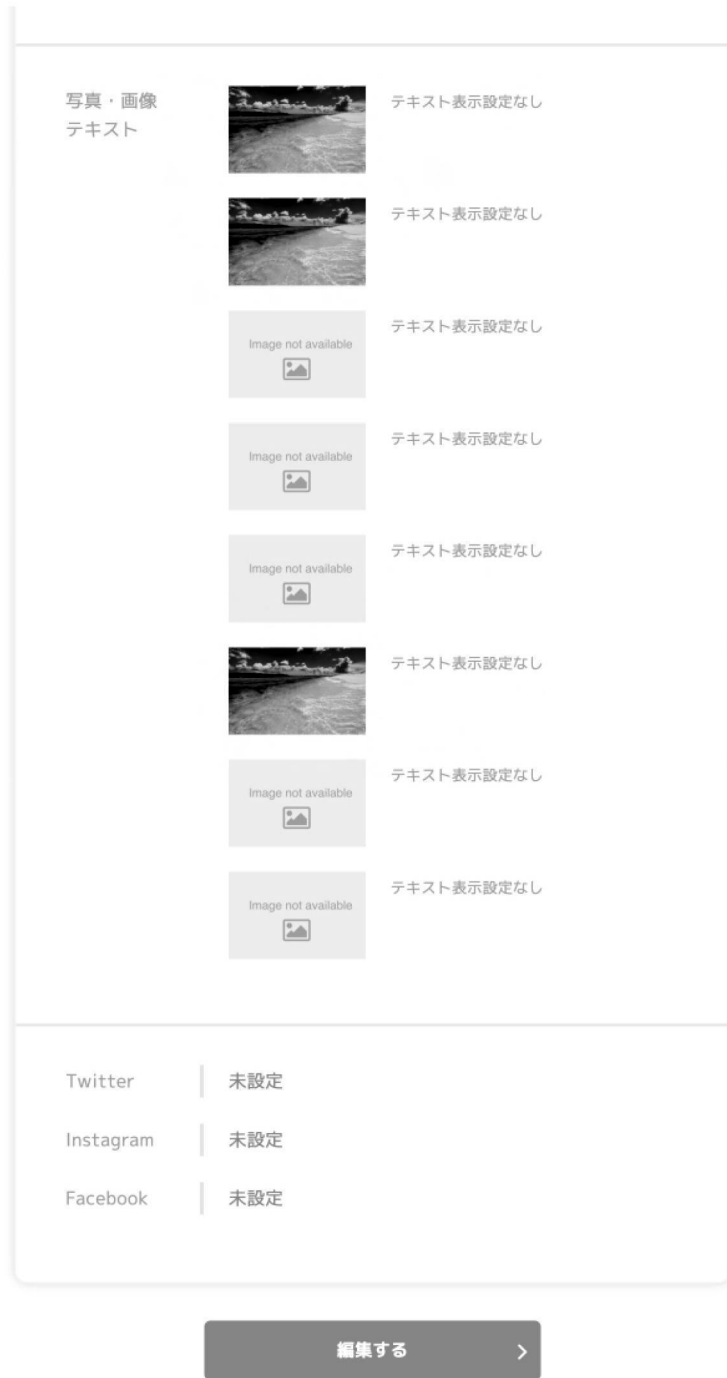 写真・画像
テキスト
テキスト表示設定なし
テキスト表示設定なし
Image not available
テキスト表示設定なし
Image not available
テキスト表示設定なし
Image not available
テキスト表示設定なし
テキスト表示設定なし
Image not available
テキスト表示設定なし
Image not available
テキスト表示設定なし
Twitter 未設定
Instagram 未設定
Facebook 未設定
編集する